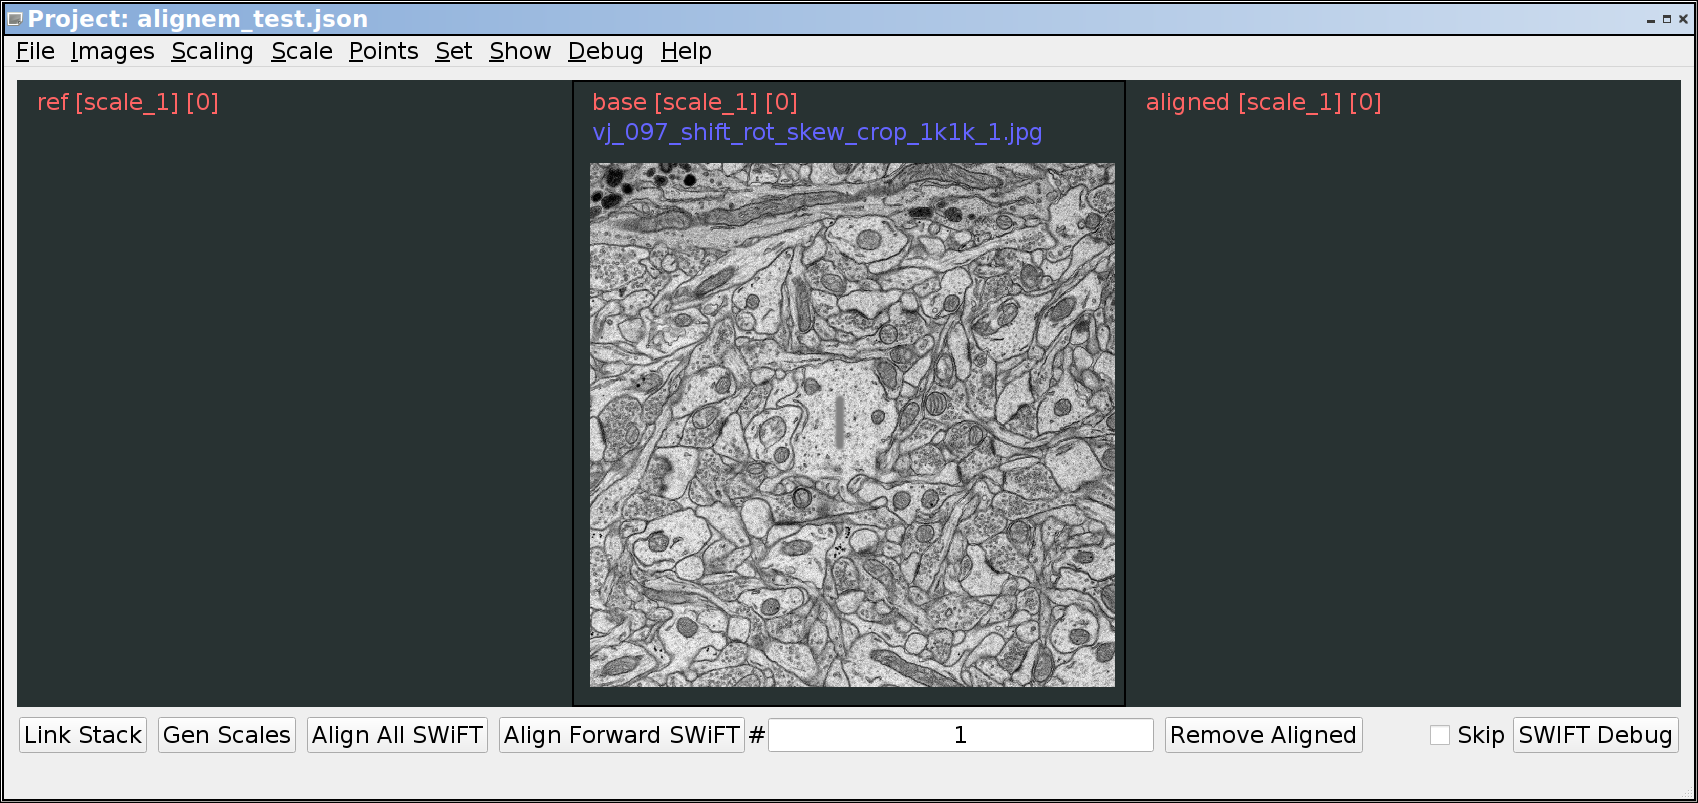 Project: alignem_test.json
File Images Scaling Scale Points Set Show Debug Help
ref [scale_1] [0]
base [scale_1] [0]
vj_097_shift_rot_skew_crop_1k1k_1.jpg
aligned [scale_1] [0]
Link Stack Gen Scales Align All SWiFT Align Forward SWiFT # 1 Remove Aligned Skip SWIFT Debug